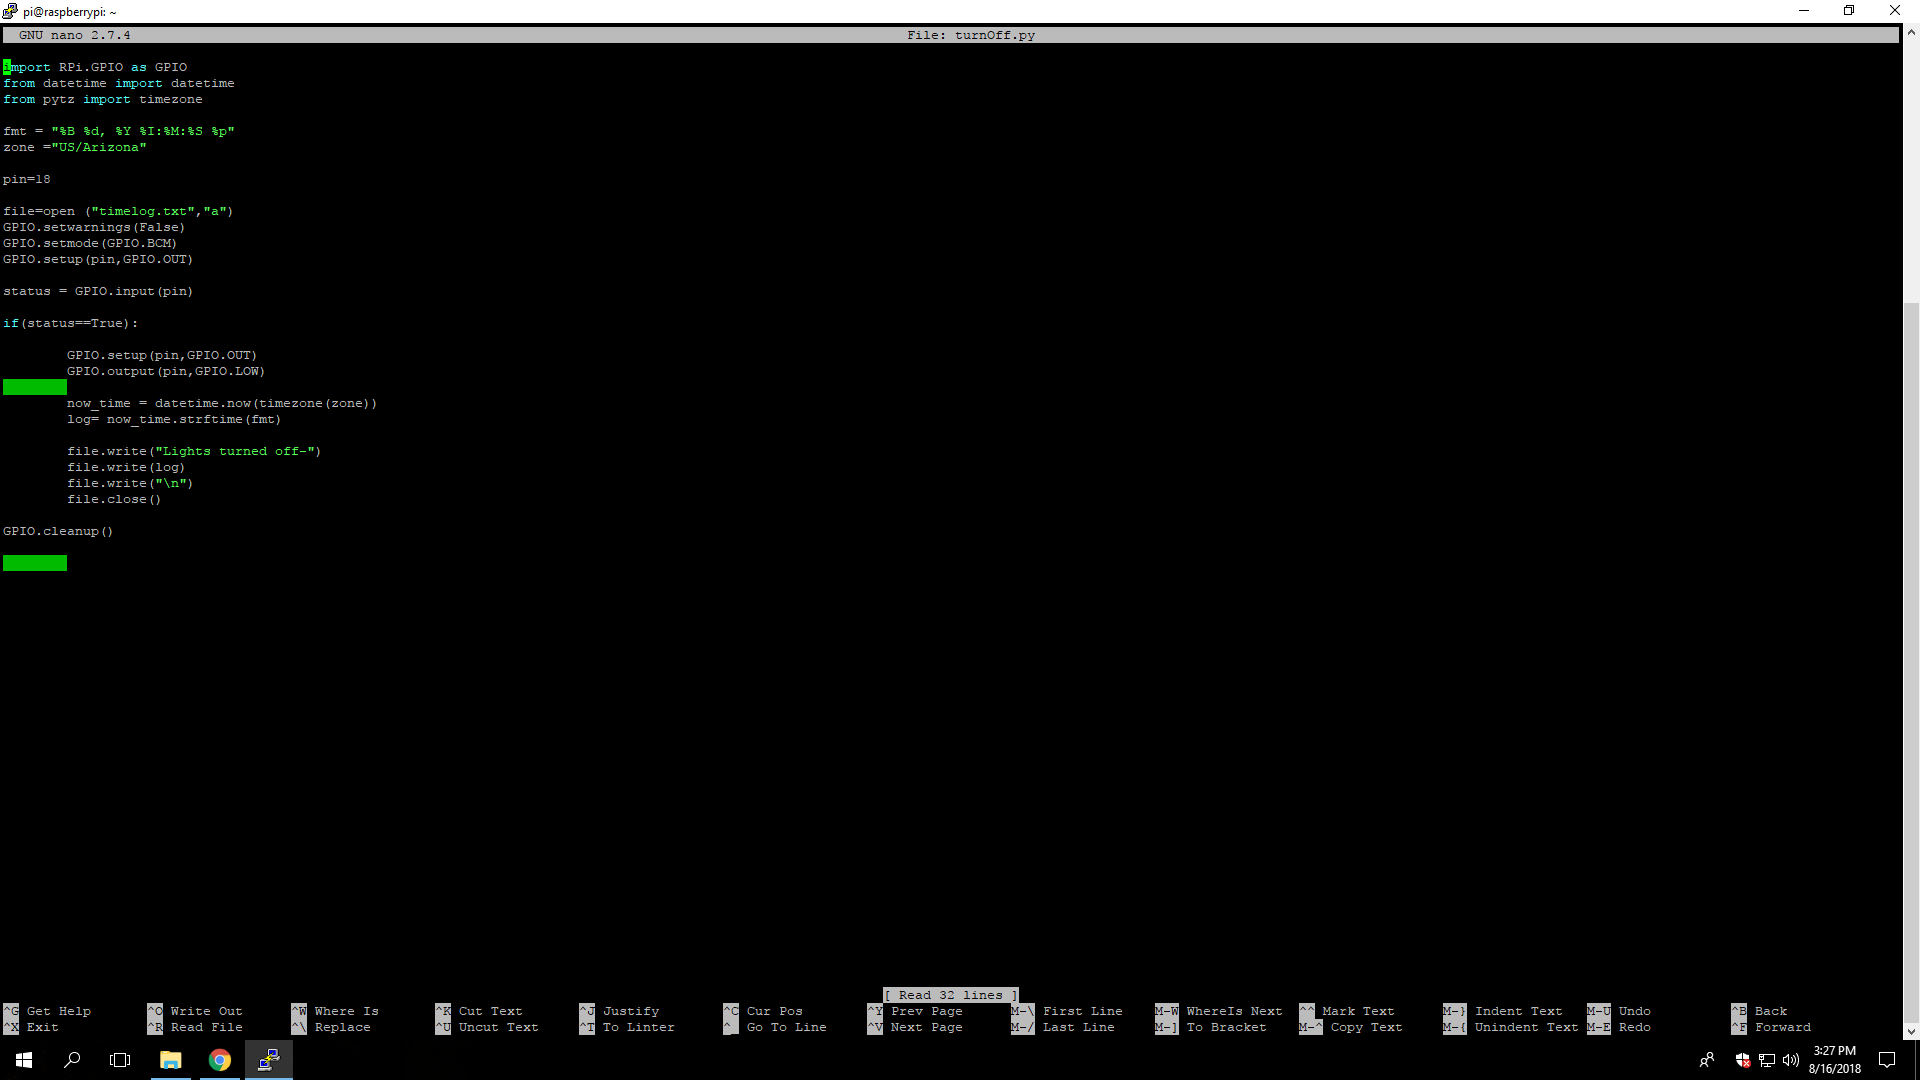 pi@raspberrypi: ~
GNU nano 2.7.4 File: turnOff.py
import RPi.GPIO as GPIO
from datetime import datetime
from pytz import timezone
fmt = "%B %d, %Y %I:%M:%S %p"
zone ="US/Arizona"
pin=18
file=open ("timelog.txt","a")
GPIO.setwarnings(False)
GPIO.setmode(GPIO.BCM)
GPIO.setup(pin,GPIO.OUT)
status = GPIO.input(pin)
if(status==True):
GPIO.setup(pin,GPIO.OUT)
GPIO.output(pin,GPIO.LOW)
now_time = datetime.now(timezone(zone))
log= now_time.strftime(fmt)
file.write("Lights turned off-")
file.write(log)
file.write("\n")
file.close()
GPIO.cleanup()
[ Read 32 lines ]
^G Get Help ^O Write Out ^W Where Is ^K Cut Text ^J Justify ^C Cur Pos ^Y Prev Page M-\ First Line M-W WhereIs Next ^^ Mark Text M-} Indent Text M-U Undo ^B Back
^X Exit ^R Read File ^\ Replace ^U Uncut Text ^T To Linter ^_ Go To Line ^V Next Page M-/ Last Line M-] To Bracket M-^ Copy Text M-{ Unindent Text M-E Redo ^F Forward
3:27 PM
8/16/2018